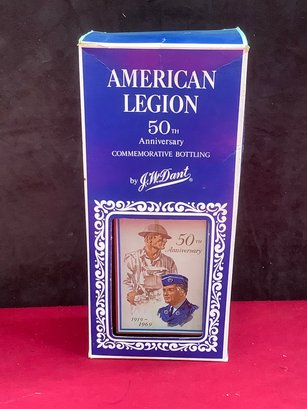 AMERICAN
LEGION
50TH
Anniversary
COMMEMORATIVE BOTTLING
by J.W. Dant ®
50TH
Anniversary
1919-
1969